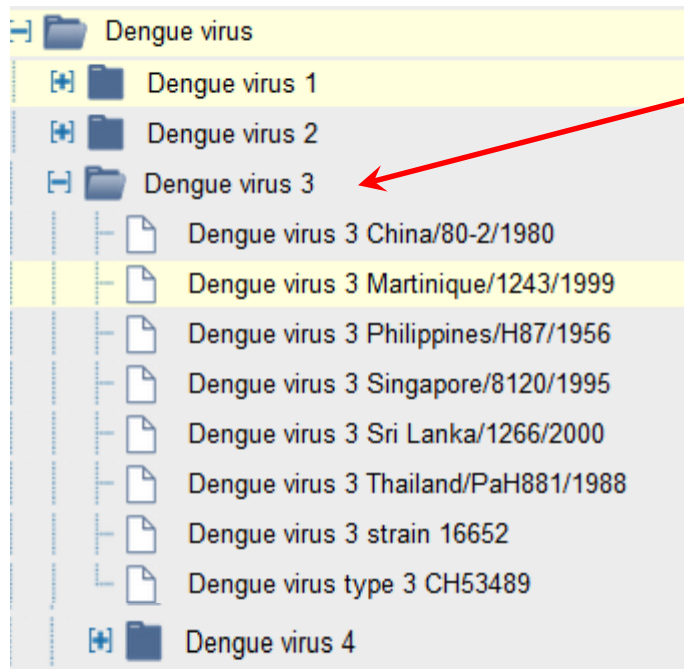 Dengue virus
Dengue virus 1
Dengue virus 2
Dengue virus 3
Dengue virus 3 China/80-2/1980
Dengue virus 3 Martinique/1243/1999
Dengue virus 3 Philippines/H87/1956
Dengue virus 3 Singapore/8120/1995
Dengue virus 3 Sri Lanka/1266/2000
Dengue virus 3 Thailand/PaH881/1988
Dengue virus 3 strain 16652
Dengue virus type 3 CH53489
Dengue virus 4